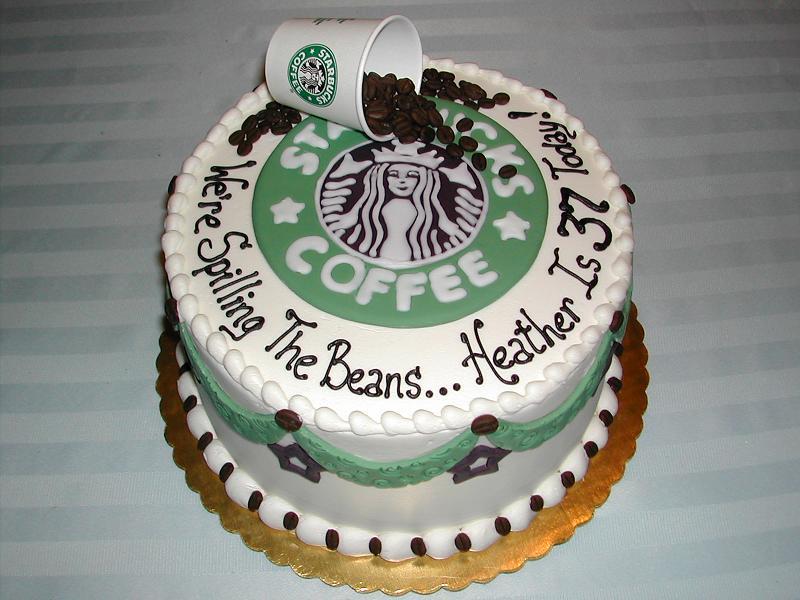 STARBUCKS
COFFEE
STARBUCKS
COFFEE
We're Spilling The Beans... Heather Is 37 Today!